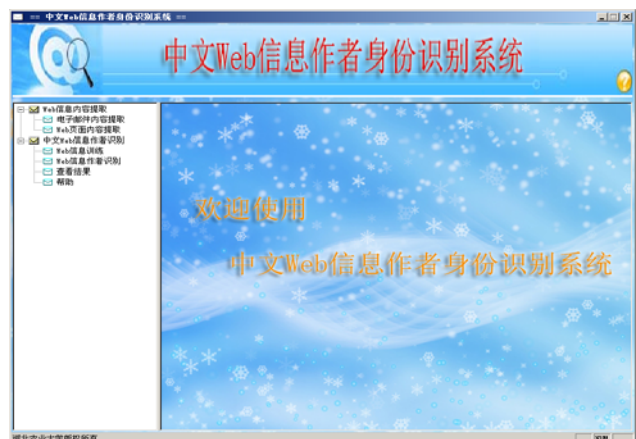 == 中文Web信息作者身份识别系统 ==
中文Web信息作者身份识别系统
Web信息内容提取
电子邮件内容提取
Web页面内容提取
中文Web信息作者识别
Web信息训练
Web信息作者识别
查看结果
帮助
欢迎使用
中文Web信息作者身份识别系统